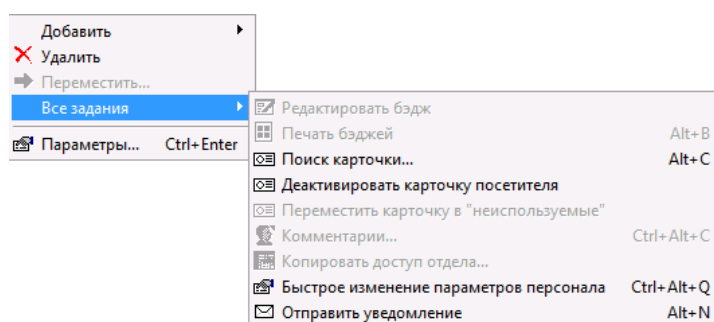 Добавить
Удалить
Переместить...
Все задания
Параметры... Ctrl+Enter
Редактировать бэдж
Печать бэджей Alt+B
Поиск карточки... Alt+C
Деактивировать карточку посетителя
Переместить карточку в "неиспользуемые"
Комментарии... Ctrl+Alt+C
Копировать доступ отдела...
Быстрое изменение параметров персонала Ctrl+Alt+Q
Отправить уведомление Alt+N